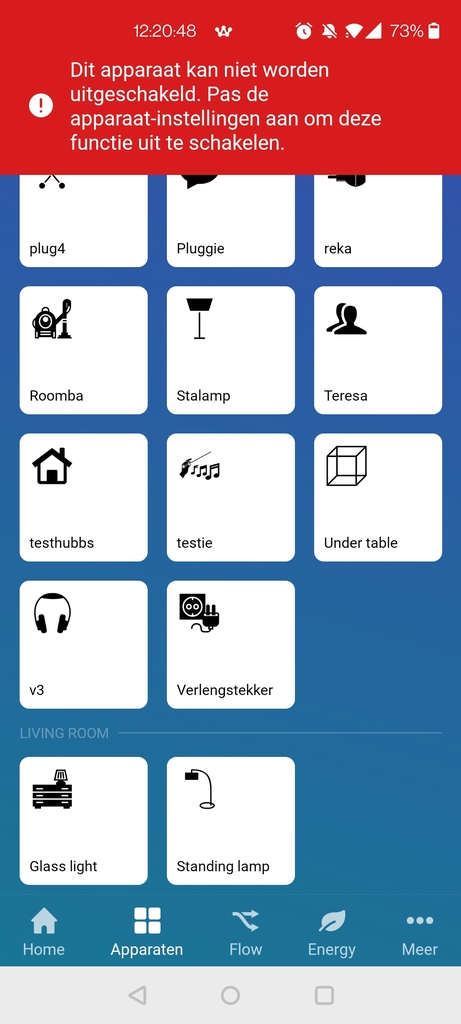 12:20:48
73%
Dit apparaat kan niet worden
uitgeschakeld. Pas de
apparaat-instellingen aan om deze
functie uit te schakelen.
plug4
Pluggie
reka
Roomba
Stalamp
Teresa
testhubbs
testie
Under table
v3
Verlengstekker
LIVING ROOM
Glass light
Standing lamp
Home
Apparaten
Flow
Energy
Meer